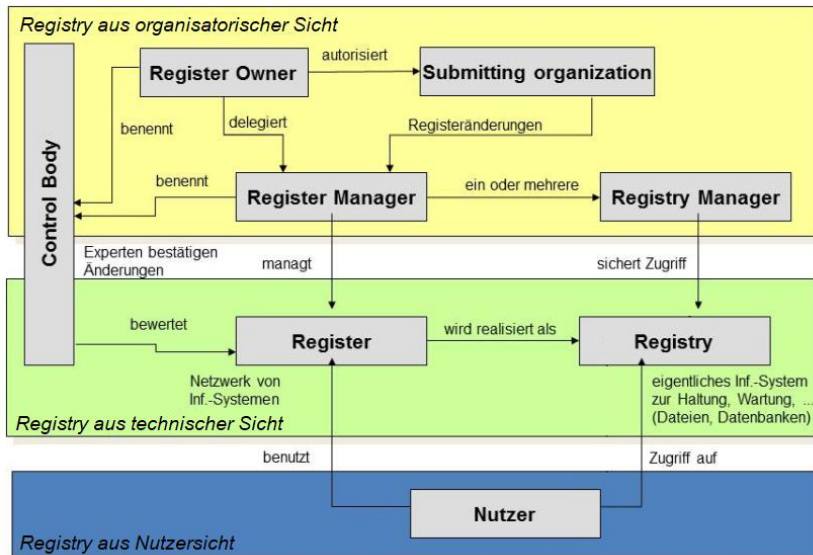 Registry aus organisatorischer Sicht
autorisiert
Register Owner
Submitting organization
benennt
delegiert
Registeränderungen
benennt
Control Body
Register Manager
ein oder mehrere
Registry Manager
Experten bestätigen
Änderungen
managt
sichert Zugriff
bewertet
Register
wird realisiert als
Registry
Netzwerk von
Inf.-Systemen
eigentliches Inf.-System
zur Haltung, Wartung, ...
(Dateien, Datenbanken)
Registry aus technischer Sicht
benutzt
Zugriff auf
Nutzer
Registry aus Nutzersicht